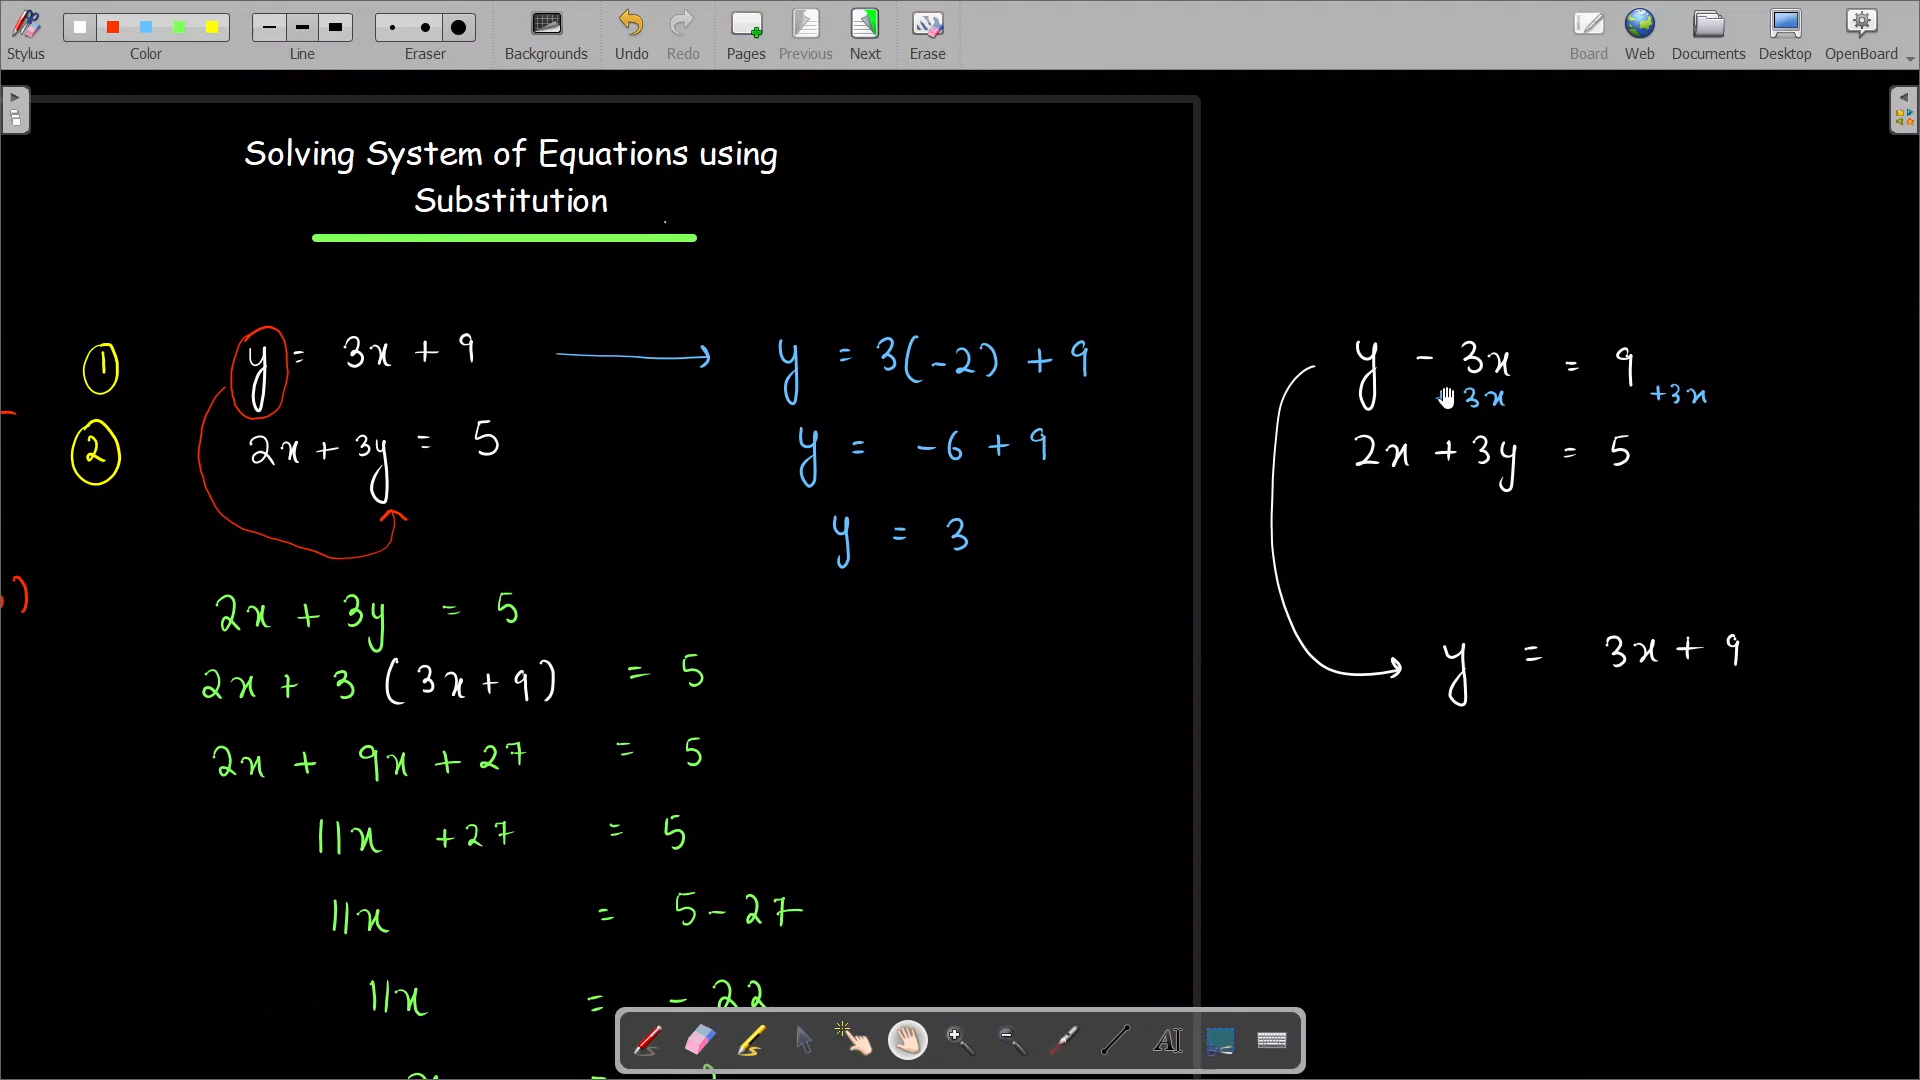 Stylus
Color
Line
Eraser
Backgrounds
Undo
Redo
Pages
Previous
Next
Erase
Board
Web
Documents
Desktop
OpenBoard
Solving System of Equations using
Substitution
1
y = 3x + 9
2
2x + 3y = 5
2x + 3y = 5
2x + 3 (3x + 9) = 5
2x + 9x + 27 = 5
11x + 27 = 5
11x = 5 - 27
11x = - 22
y = 3(-2) + 9
y = -6 + 9
y = 3
y - 3x = 9
3x +3x
2x + 3y = 5
y = 3x + 9